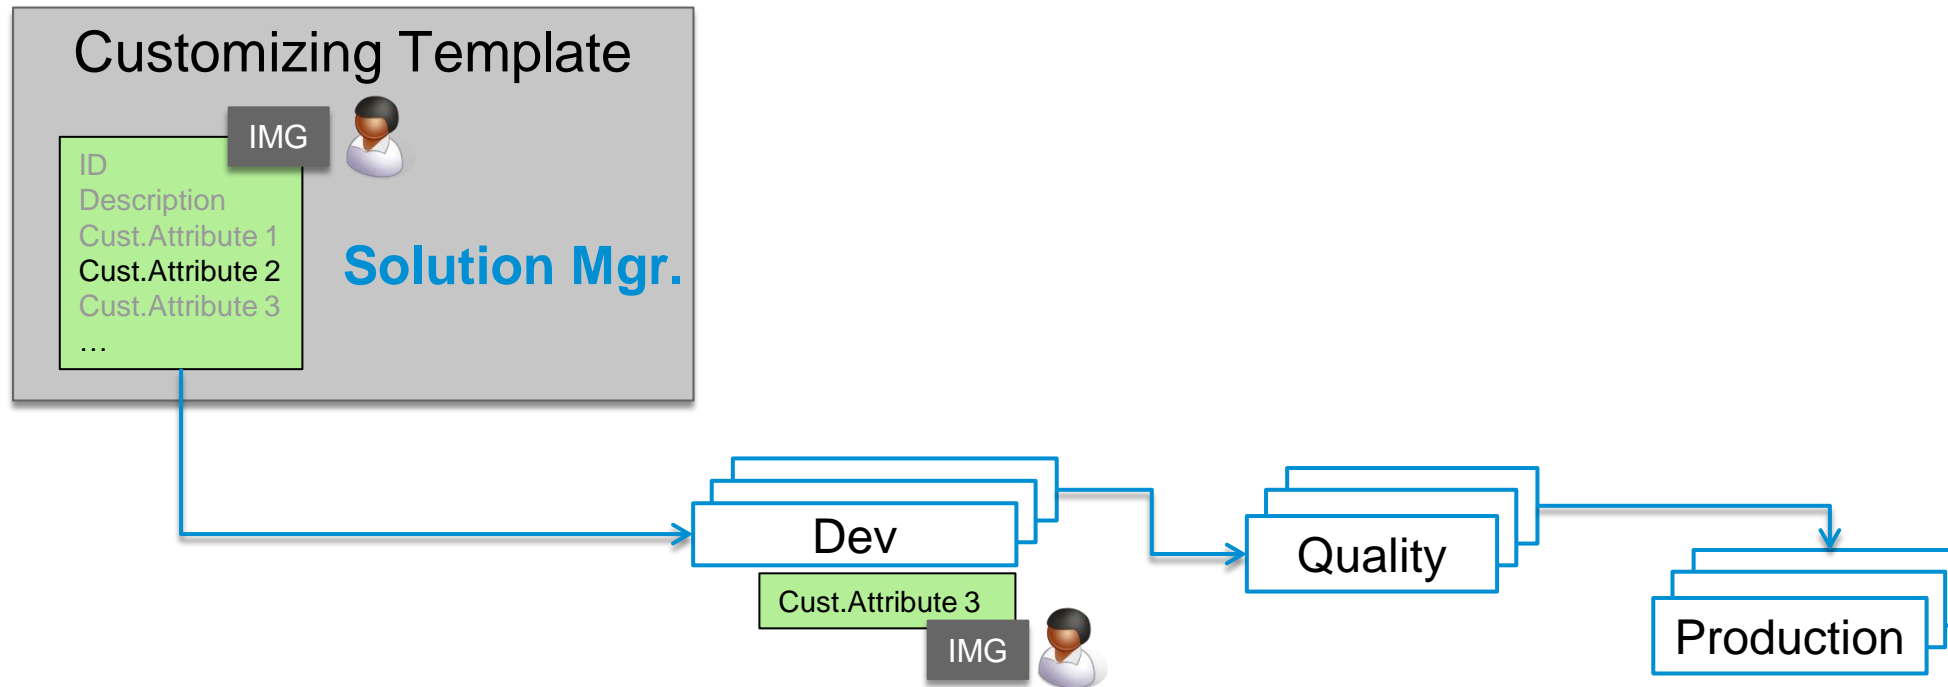 Customizing Template
IMG
ID
Description
Cust.Attribute 1
Cust.Attribute 2
Cust.Attribute 3
…
Solution Mgr.
Dev
Quality
Cust.Attribute 3
IMG
Production